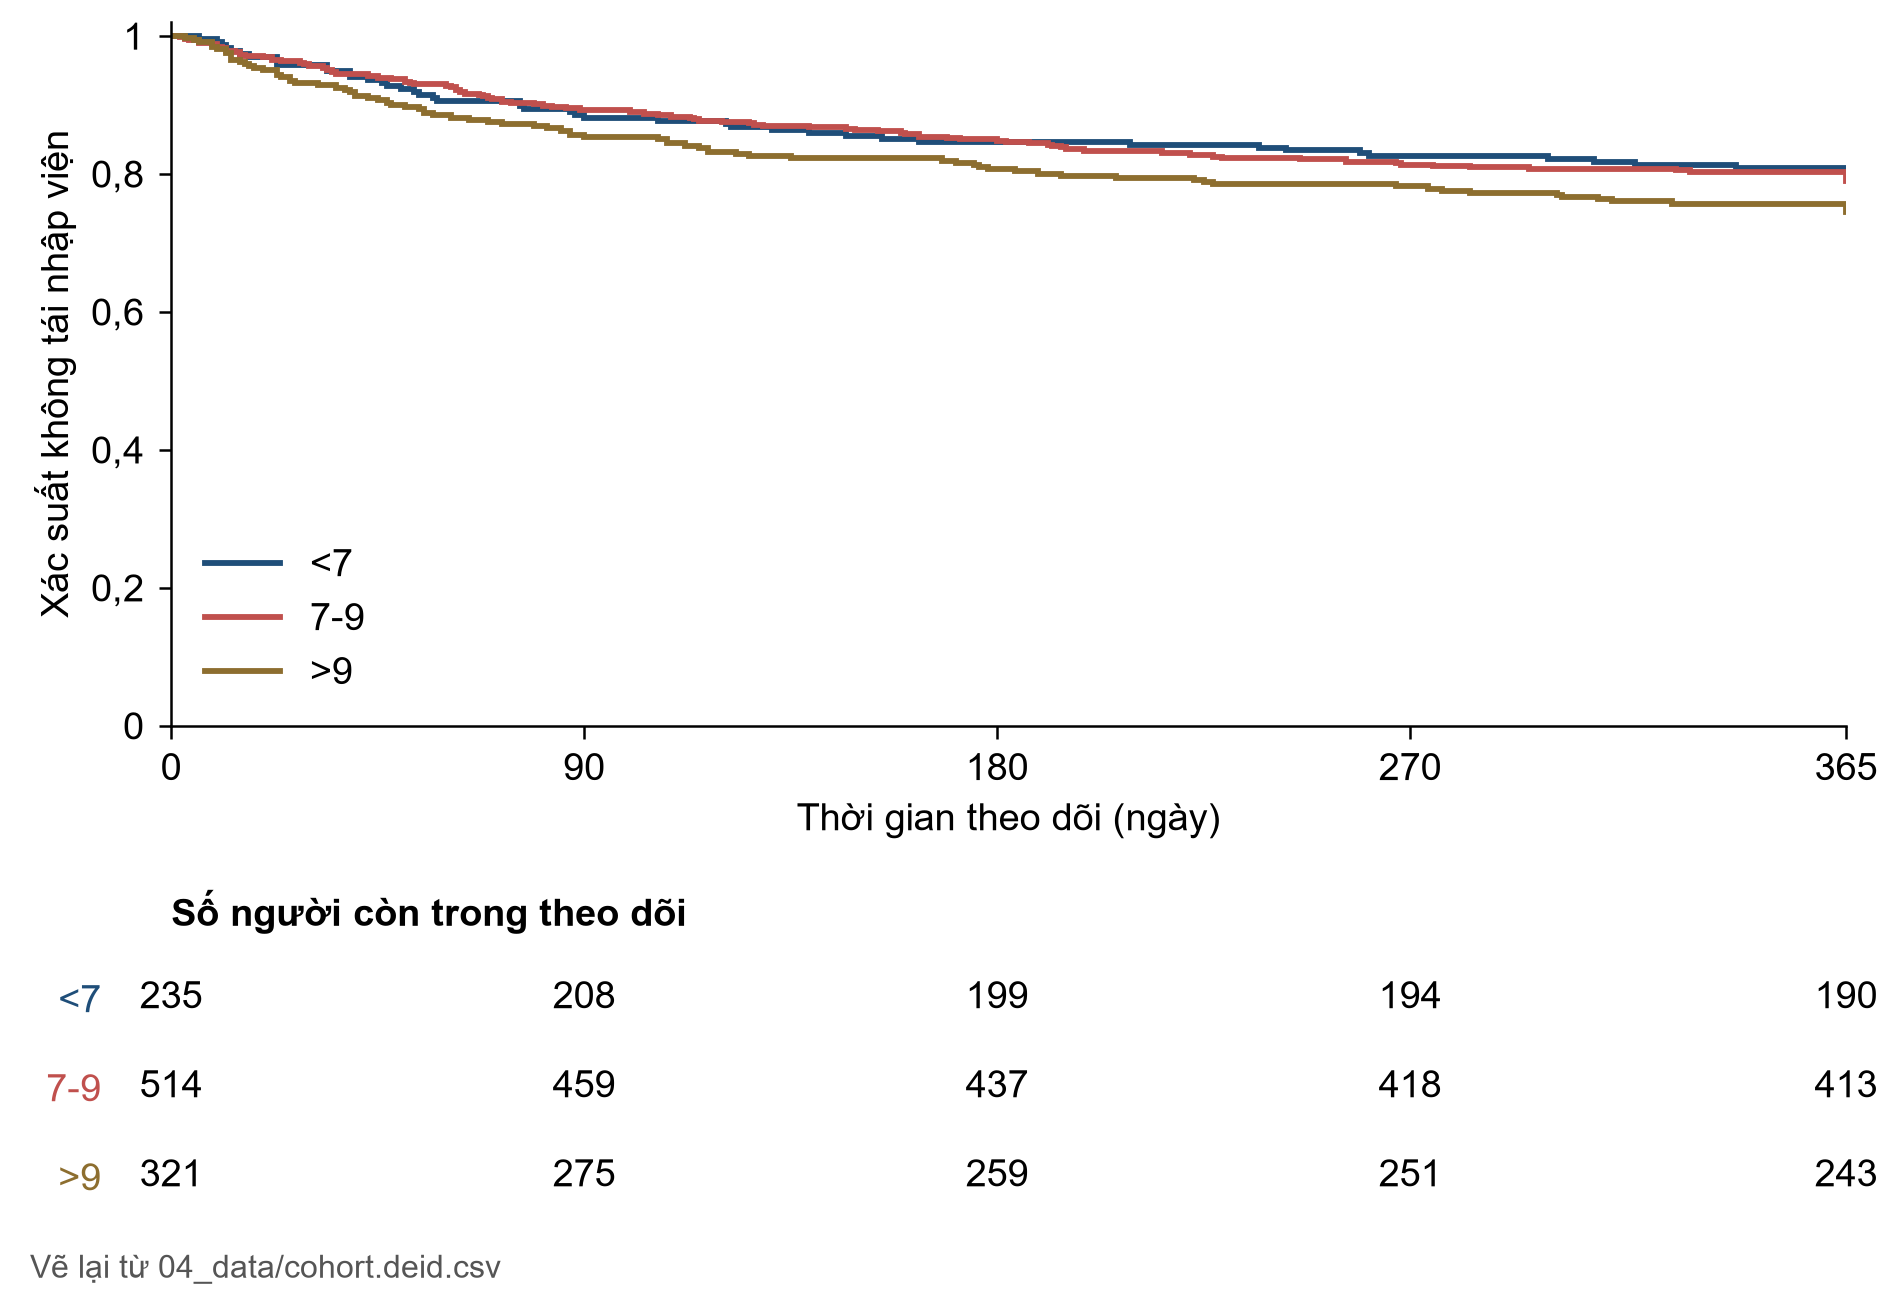 Xác suất không tái nhập viện
1
0,8
0,6
0,4
0,2
0
<7
7-9
>9
0 90 180 270 365
Thời gian theo dõi (ngày)
Số người còn trong theo dõi
<7 235 208 199 194 190
7-9 514 459 437 418 413
>9 321 275 259 251 243
Vẽ lại từ 04_data/cohort.deid.csv